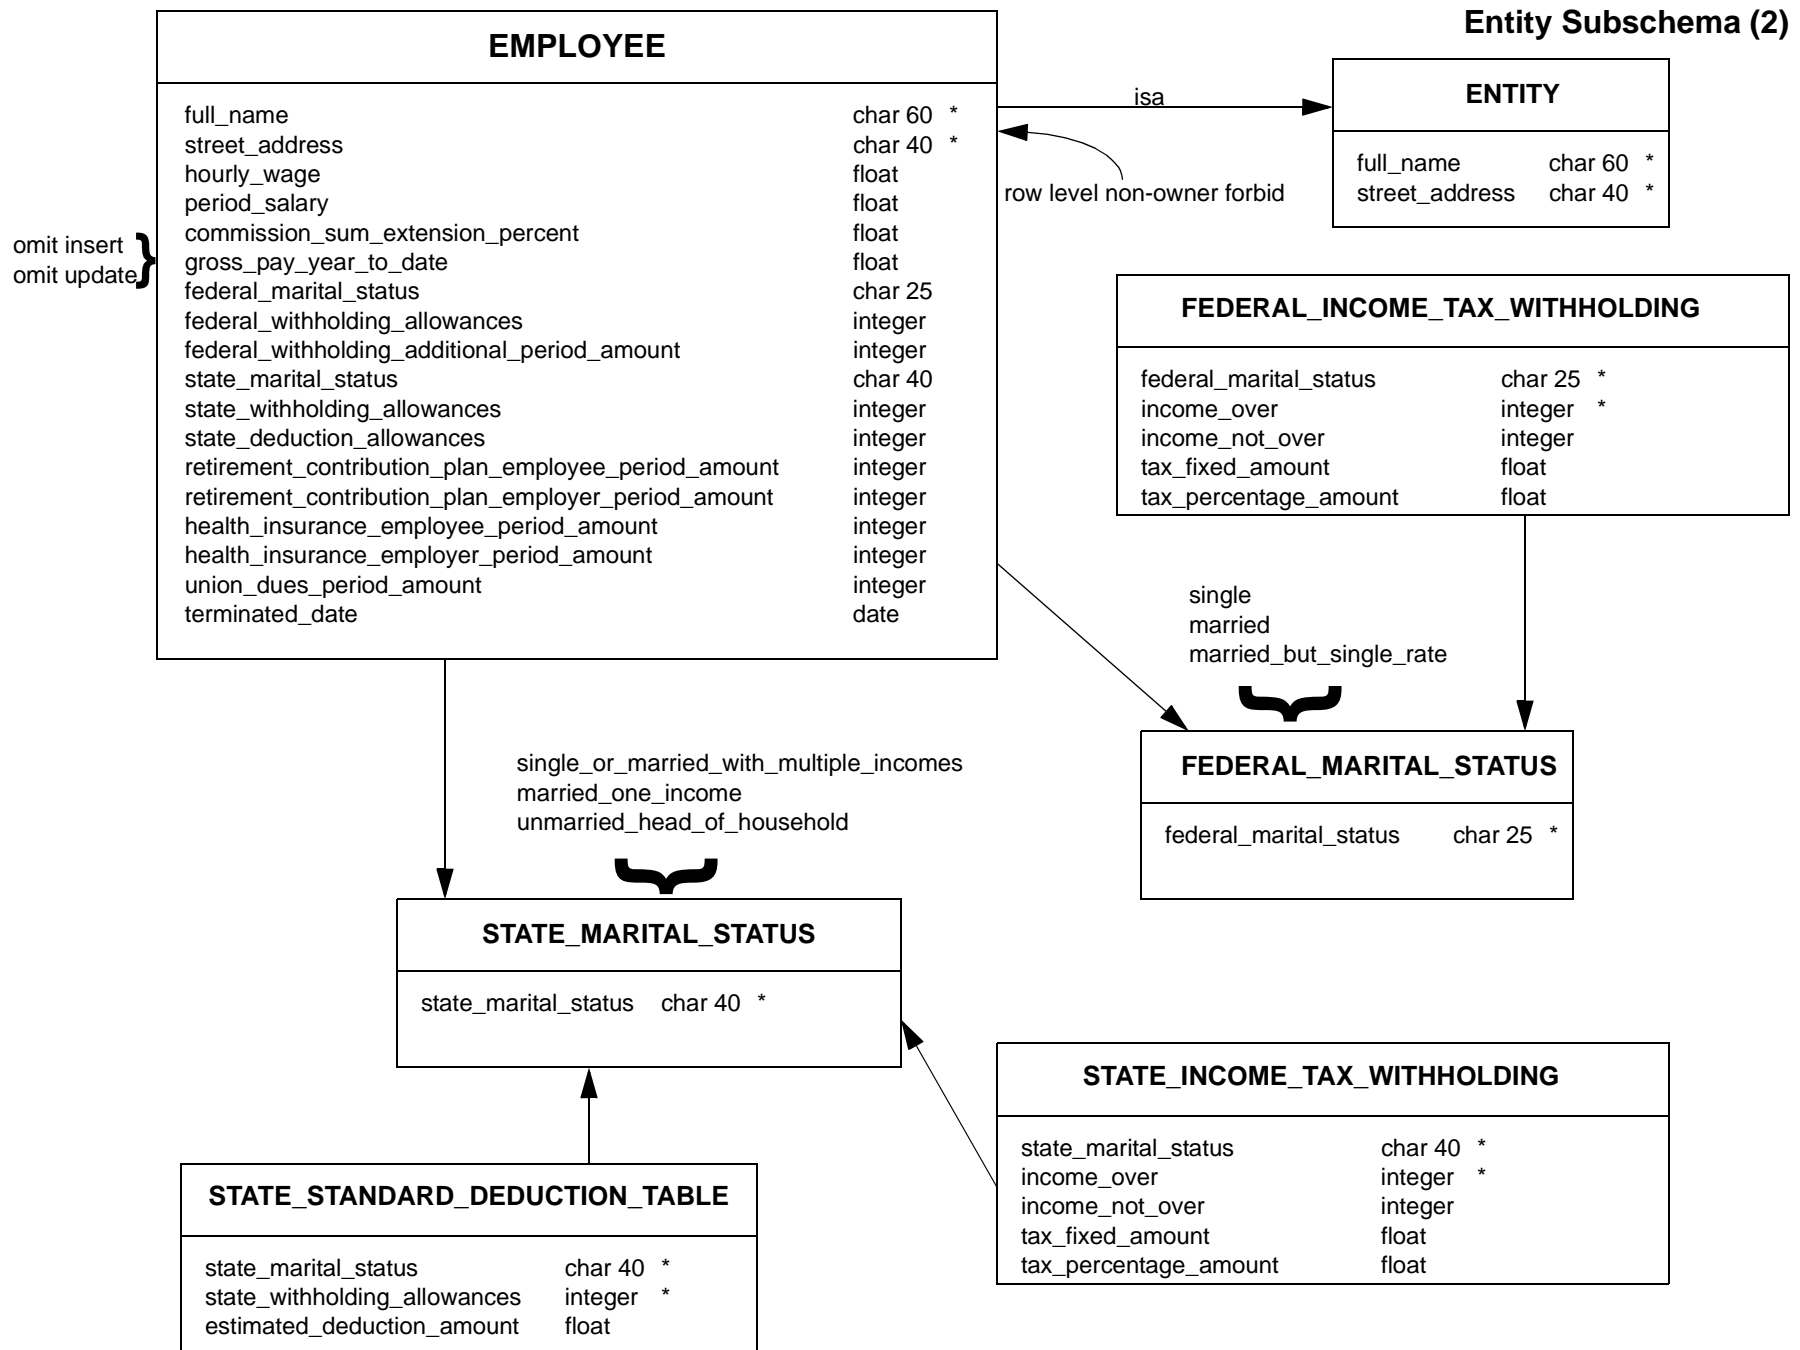 Entity Subschema (2)
EMPLOYEE
full_name char 60 *
street_address char 40 *
hourly_wage float
period_salary float
commission_sum_extension_percent float
gross_pay_year_to_date float
federal_marital_status char 25
federal_withholding_allowances integer
federal_withholding_additional_period_amount integer
state_marital_status char 40
state_withholding_allowances integer
state_deduction_allowances integer
retirement_contribution_plan_employee_period_amount integer
retirement_contribution_plan_employer_period_amount integer
health_insurance_employee_period_amount integer
health_insurance_employer_period_amount integer
union_dues_period_amount integer
terminated_date date
omit insert
omit update
isa
row level non-owner forbid
ENTITY
full_name char 60 *
street_address char 40 *
FEDERAL_INCOME_TAX_WITHHOLDING
federal_marital_status char 25 *
income_over integer *
income_not_over integer
tax_fixed_amount float
tax_percentage_amount float
single
married
married_but_single_rate
FEDERAL_MARITAL_STATUS
federal_marital_status char 25 *
single_or_married_with_multiple_incomes
married_one_income
unmarried_head_of_household
STATE_MARITAL_STATUS
state_marital_status char 40 *
STATE_INCOME_TAX_WITHHOLDING
state_marital_status char 40 *
income_over integer *
income_not_over integer
tax_fixed_amount float
tax_percentage_amount float
STATE_STANDARD_DEDUCTION_TABLE
state_marital_status char 40 *
state_withholding_allowances integer *
estimated_deduction_amount float